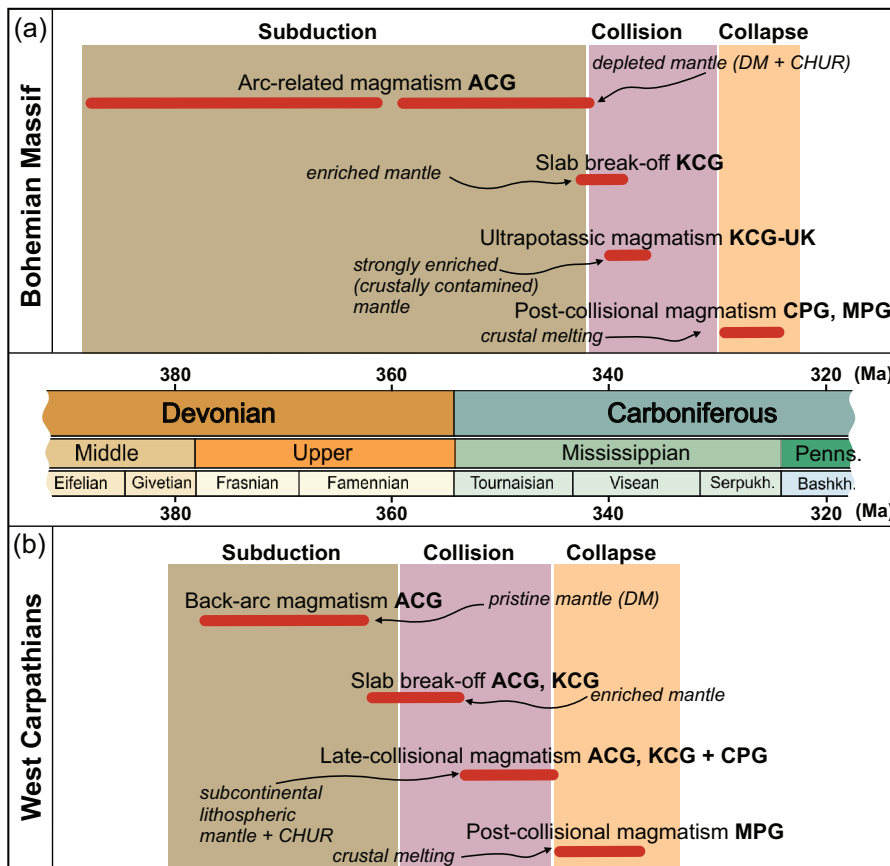 (a)
Bohemian Massif
Subduction
Collision
Collapse
Arc-related magmatism ACG
depleted mantle (DM + CHUR)
Slab break-off KCG
enriched mantle
Ultrapotassic magmatism KCG-UK
strongly enriched
(crustally contamined)
mantle
Post-collisional magmatism CPG, MPG
crustal melting
380 360 340 320 (Ma)
Devonian Carboniferous
Middle Upper Mississippian Penns.
Eifelian Givetian Frasnian Famennian Tournaisian Visean Serpukh. Bashkh.
380 360 340 320
(Ma)
(b)
West Carpathians
Subduction
Collision
Collapse
Back-arc magmatism ACG
pristine mantle (DM)
Slab break-off ACG, KCG
enriched mantle
Late-collisional magmatism ACG, KCG + CPG
subcontinental
lithospheric
mantle + CHUR
Post-collisional magmatism MPG
crustal melting